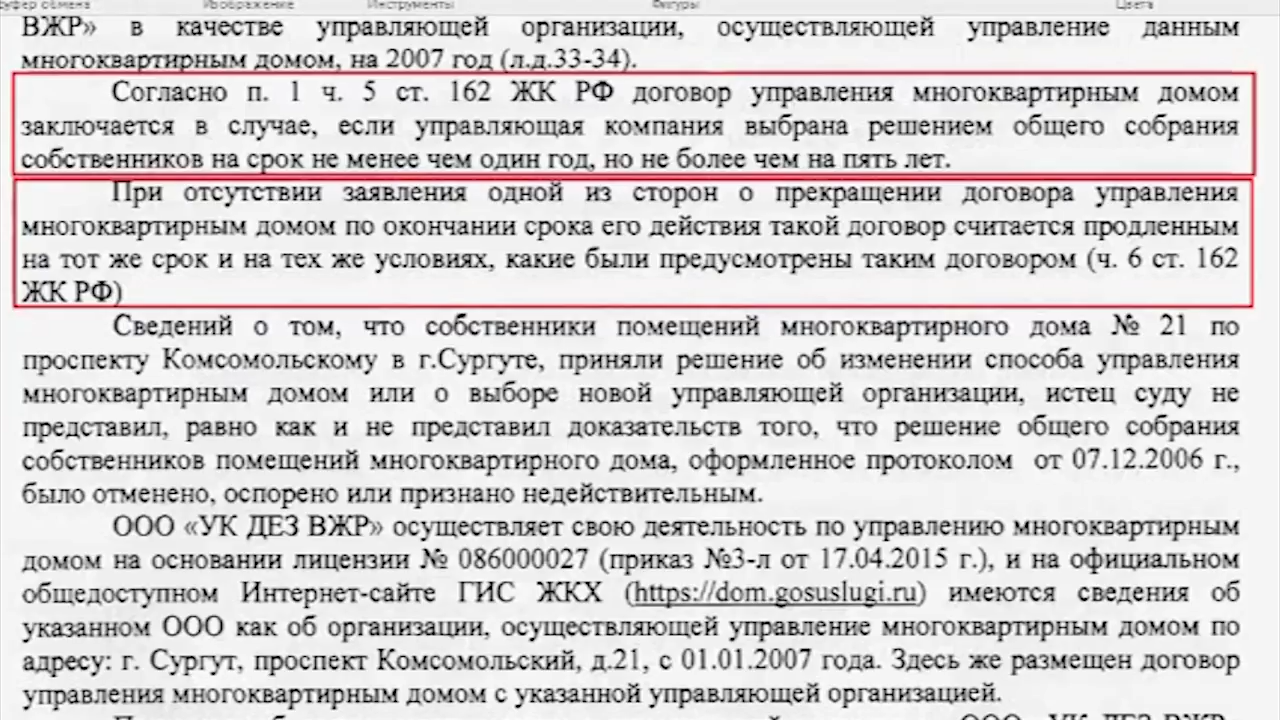 буфер обмена Изображение Инструменты Фигуры Цвета
ВЖР» в качестве управляющей организации, осуществляющей управление данным
многоквартирным домом, на 2007 год (л.д.33-34).
Согласно п. 1 ч. 5 ст. 162 ЖК РФ договор управления многоквартирным домом
заключается в случае, если управляющая компания выбрана решением общего собрания
собственников на срок не менее чем один год, но не более чем на пять лет.
При отсутствии заявления одной из сторон о прекращении договора управления
многоквартирным домом по окончании срока его действия такой договор считается продленным
на тот же срок и на тех же условиях, какие были предусмотрены таким договором (ч. 6 ст. 162
ЖК РФ)
Сведений о том, что собственники помещений многоквартирного дома № 21 по
проспекту Комсомольскому в г.Сургуте, приняли решение об изменении способа управления
многоквартирным домом или о выборе новой управляющей организации, истец суду не
представил, равно как и не представил доказательств того, что решение общего собрания
собственников помещений многоквартирного дома, оформленное протоколом от 07.12.2006 г.,
было отменено, оспорено или признано недействительным.
ООО «УК ДЕЗ ВЖР» осуществляет свою деятельность по управлению многоквартирным
домом на основании лицензии № 086000027 (приказ №3-л от 17.04.2015 г.), и на официальном
общедоступном Интернет-сайте ГИС ЖКХ (https://dom.gosuslugi.ru) имеются сведения об
указанном ООО как об организации, осуществляющей управление многоквартирным домом по
адресу: г. Сургут, проспект Комсомольский, д.21, с 01.01.2007 года. Здесь же размещен договор
управления многоквартирным домом с указанной управляющей организацией.